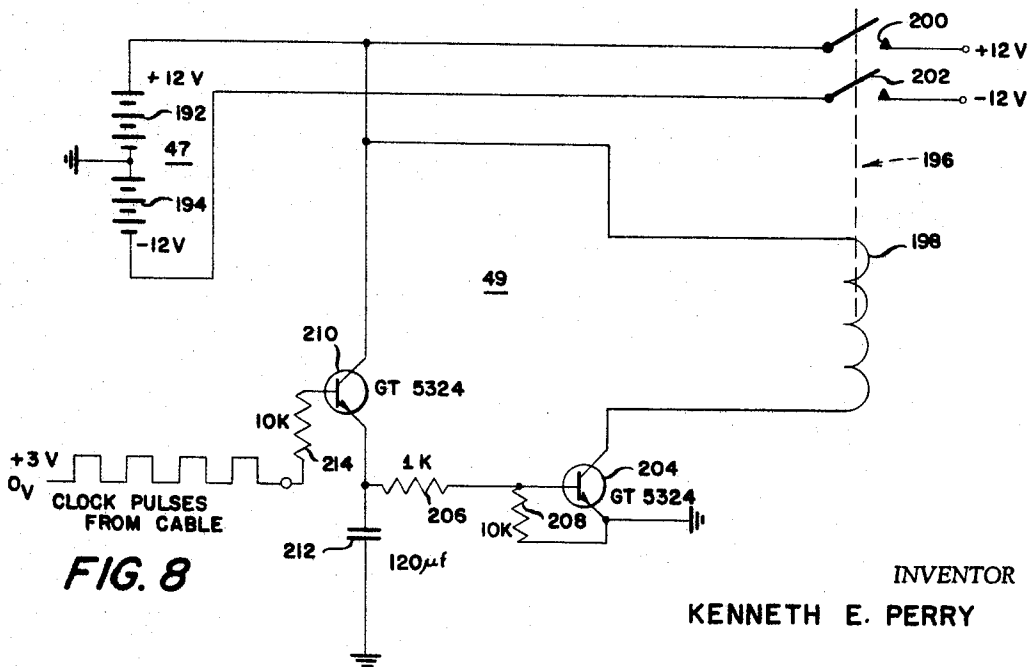 200
+12 V
202
-12V
+ 12 V
192
47
196
194
-12V
198
49
210
GT 5324
10K
+3 V
214
1 K
204
0V
GT 5324
CLOCK PULSES
FROM CABLE
206
208
10K
212
120μf
FIG. 8
INVENTOR
KENNETH E. PERRY